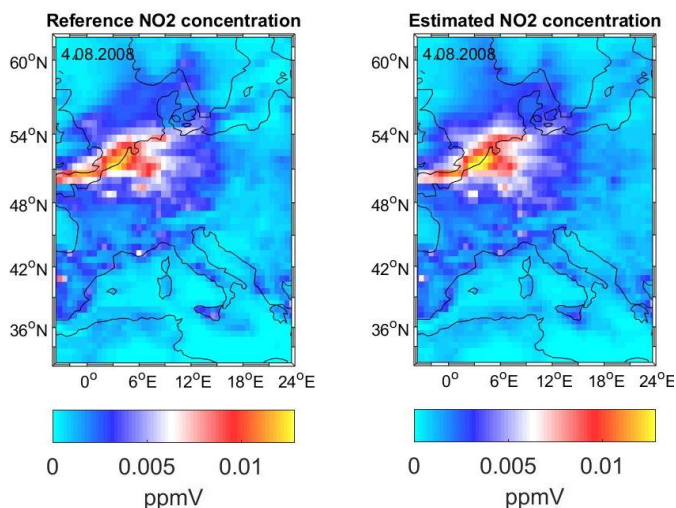 Reference NO2 concentration
4.08.2008
60°N
54°N
48°N
42°N
36°N
0° 6°E 12°E 18°E 24°E
0 0.005 0.01
ppmV
Estimated NO2 concentration
4.08.2008
60°N
54°N
48°N
42°N
36°N
0° 6°E 12°E 18°E 24°E
0 0.005 0.01
ppmV